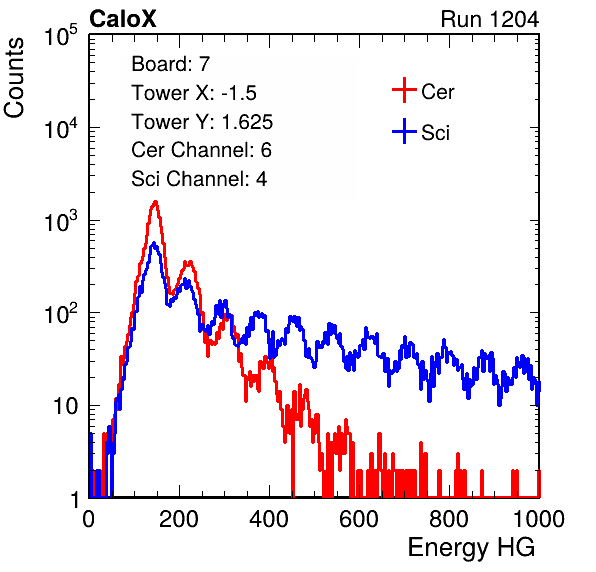 CaloX Run 1204
Counts
10^5
10^4
10^3
10^2
10
1
Board: 7
Tower X: -1.5
Tower Y: 1.625
Cer Channel: 6
Sci Channel: 4
Cer
Sci
0 200 400 600 800 1000
Energy HG